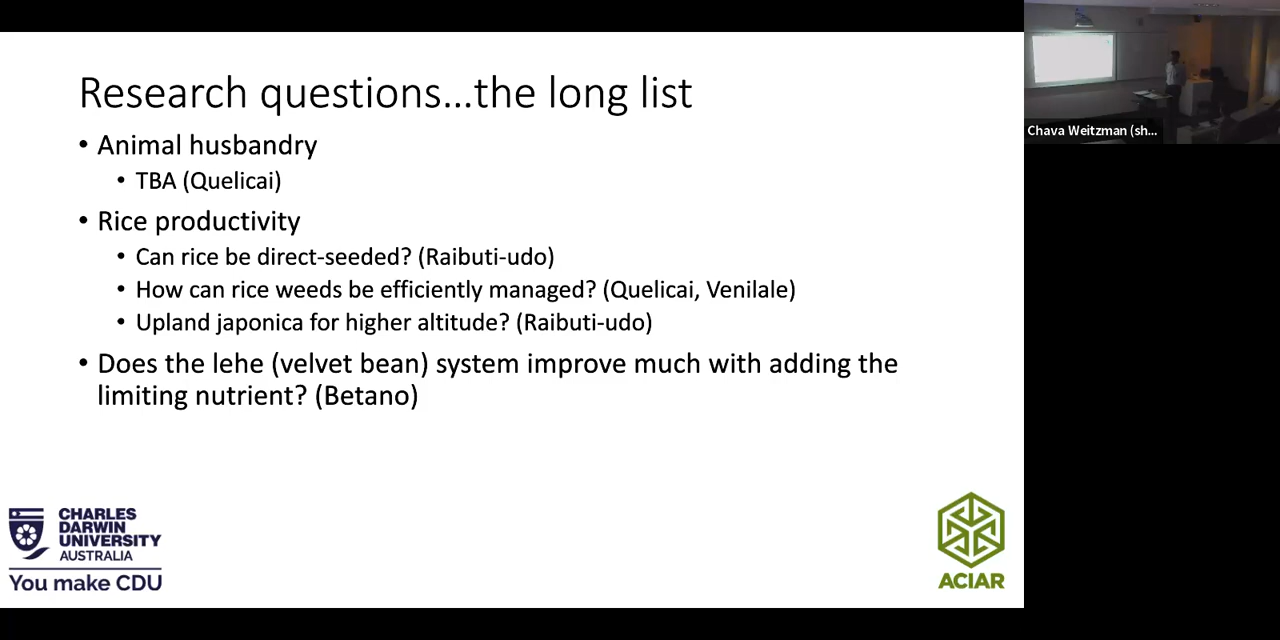 Research questions...the long list
• Animal husbandry
• TBA (Quelicai)
• Rice productivity
• Can rice be direct-seeded? (Raibuti-udo)
• How can rice weeds be efficiently managed? (Quelicai, Venilale)
• Upland japonica for higher altitude? (Raibuti-udo)
• Does the lehe (velvet bean) system improve much with adding the
limiting nutrient? (Betano)
CHARLES
DARWIN
UNIVERSITY
AUSTRALIA
You make CDU
ACIAR
Chava Weitzman (sh...